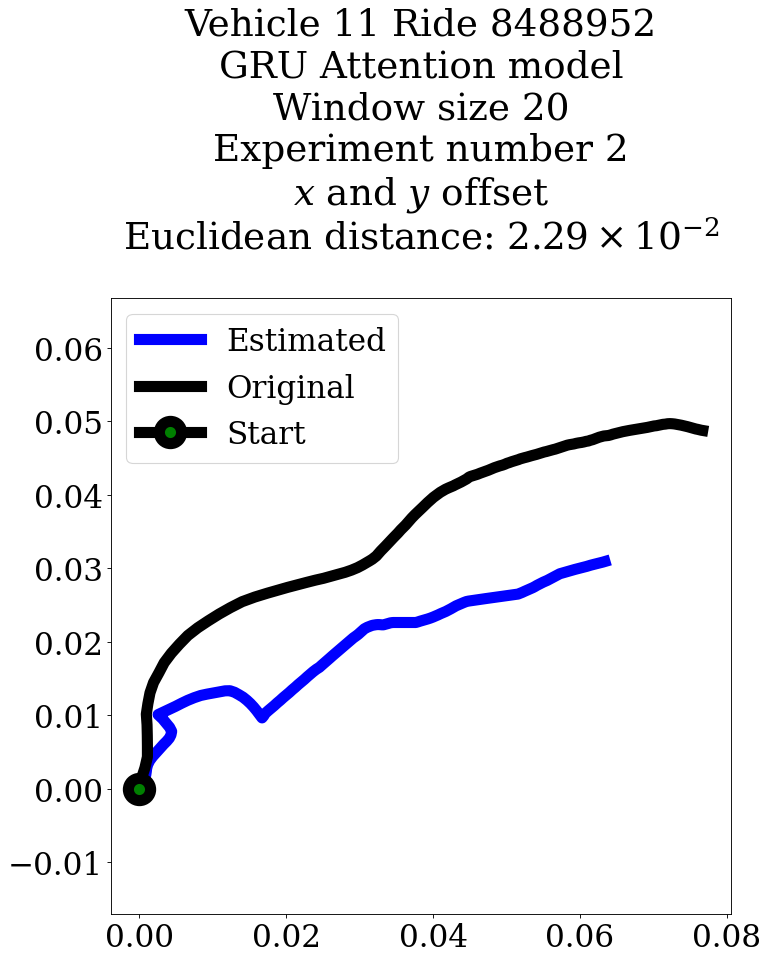 Vehicle 11 Ride 8488952
GRU Attention model
Window size 20
Experiment number 2
x and y offset
Euclidean distance: 2.29 × 10⁻²
Estimated
Original
Start
0.06
0.05
0.04
0.03
0.02
0.01
0.00
−0.01
0.00 0.02 0.04 0.06 0.08